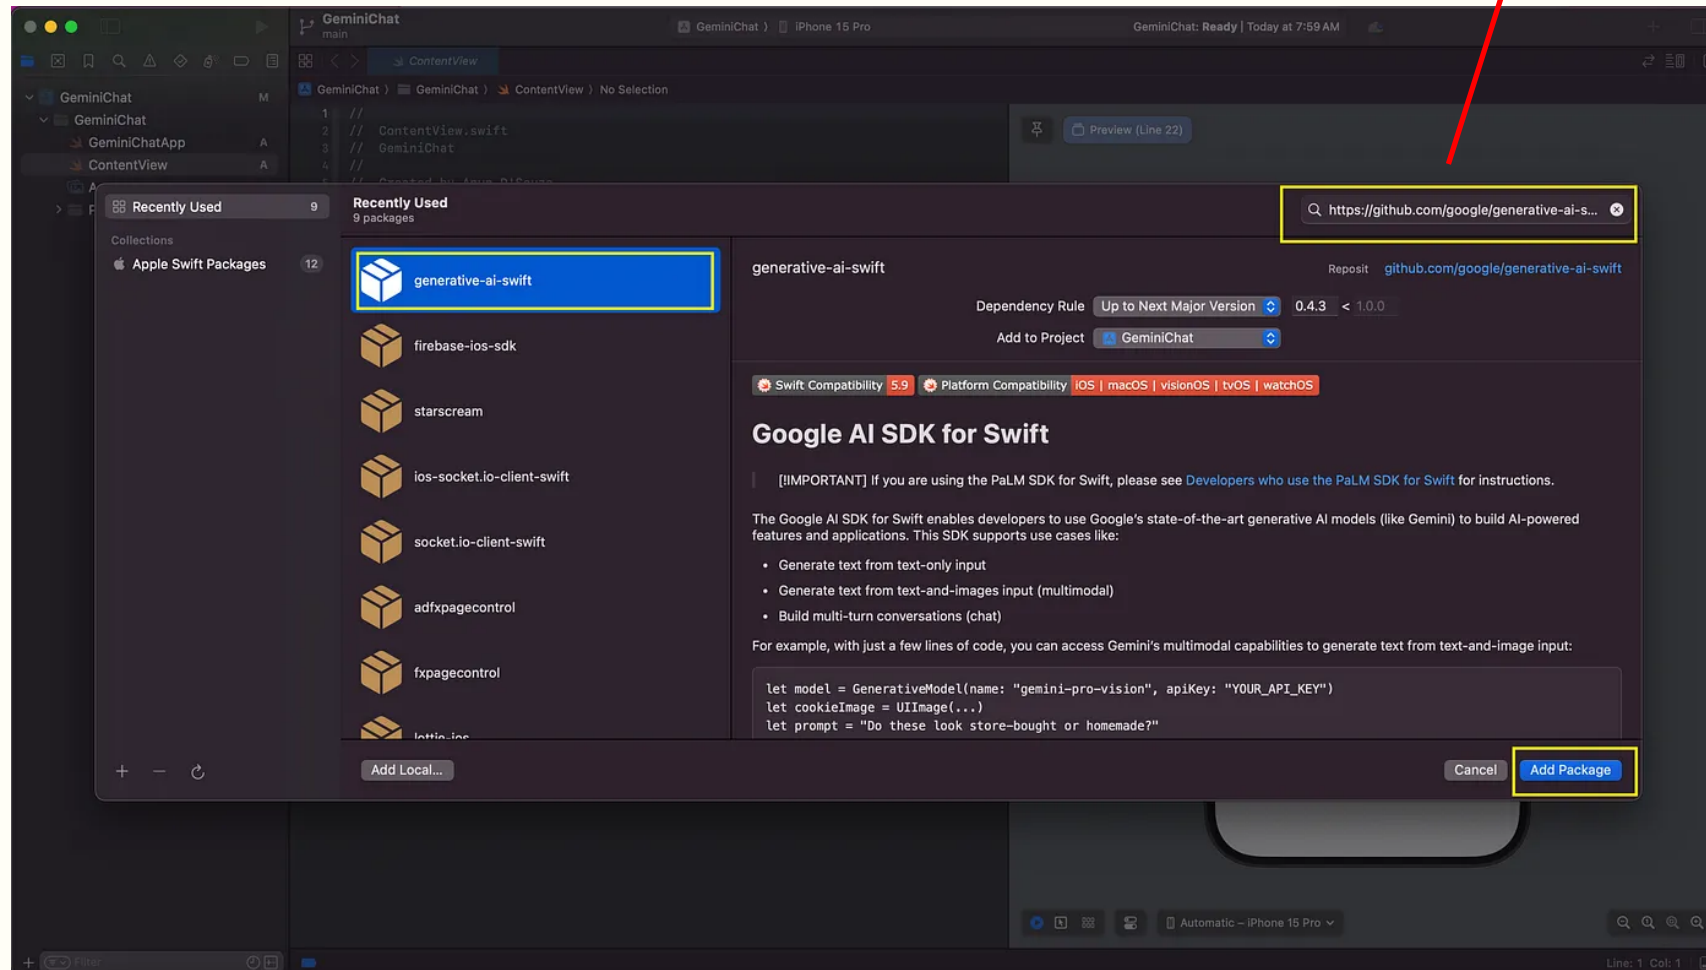 GeminiChat
main
GeminiChat
iPhone 15 Pro
GeminiChat: Ready | Today at 7:59 AM
ContentView
GeminiChat
M
GeminiChat
GeminiChatApp
A
ContentView
A
GeminiChat
GeminiChat
ContentView
No Selection
1 //
2 // ContentView.swift
3 // GeminiChat
4 //
Preview (Line 22)
Recently Used
9
Collections
Apple Swift Packages
12
Recently Used
9 packages
https://github.com/google/generative-ai-s...
generative-ai-swift
firebase-ios-sdk
starscream
ios-socket.io-client-swift
socket.io-client-swift
adfxpagecontrol
fxpagecontrol
lottie-ios
generative-ai-swift
Reposit github.com/google/generative-ai-swift
Dependency Rule Up to Next Major Version 0.4.3 < 1.0.0
Add to Project GeminiChat
Swift Compatibility 5.9 Platform Compatibility iOS | macOS | visionOS | tvOS | watchOS
Google AI SDK for Swift
[!IMPORTANT] If you are using the PaLM SDK for Swift, please see Developers who use the PaLM SDK for Swift for instructions.
The Google AI SDK for Swift enables developers to use Google's state-of-the-art generative AI models (like Gemini) to build AI-powered
features and applications. This SDK supports use cases like:
• Generate text from text-only input
• Generate text from text-and-images input (multimodal)
• Build multi-turn conversations (chat)
For example, with just a few lines of code, you can access Gemini's multimodal capabilities to generate text from text-and-image input:
let model = GenerativeModel(name: "gemini-pro-vision", apiKey: "YOUR_API_KEY")
let cookieImage = UIImage(...)
let prompt = "Do these look store-bought or homemade?"
Add Local...
Cancel
Add Package
Automatic – iPhone 15 Pro
Filter
Line: 1 Col: 1